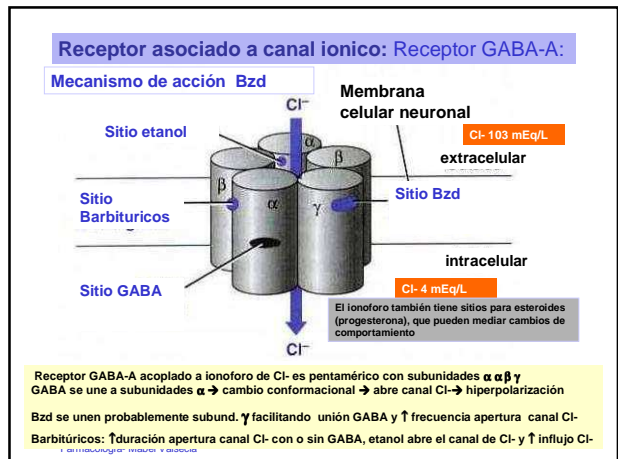 Receptor asociado a canal ionico: Receptor GABA-A:
Mecanismo de acción Bzd
Cl⁻
Membrana
celular neuronal
Sitio etanol
Cl- 103 mEq/L
extracelular
α
β
β
α
γ
Sitio
Barbituricos
Sitio Bzd
intracelular
Sitio GABA
Cl- 4 mEq/L
El ionoforo también tiene sitios para esteroides
(progesterona), que pueden mediar cambios de
comportamiento
Cl⁻
Receptor GABA-A acoplado a ionoforo de Cl- es pentamérico con subunidades α α β γ
GABA se une a subunidades α → cambio conformacional → abre canal Cl-→ hiperpolarización
Bzd se unen probablemente subund. γ facilitando unión GABA y ↑ frecuencia apertura canal Cl-
Barbitúricos: ↑duración apertura canal Cl- con o sin GABA, etanol abre el canal de Cl- y ↑ influjo Cl-